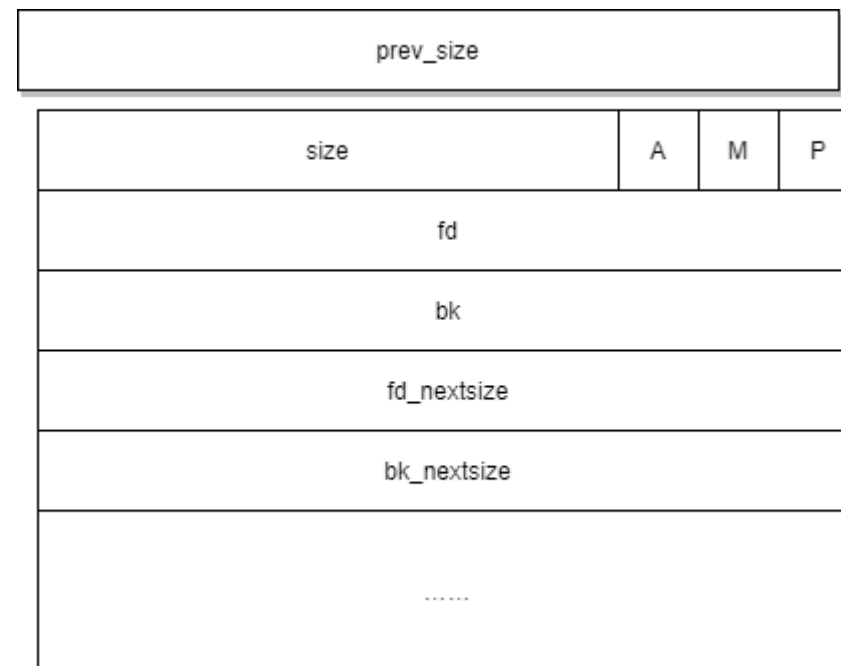 prev_size
size A M P
fd
bk
fd_nextsize
bk_nextsize
……